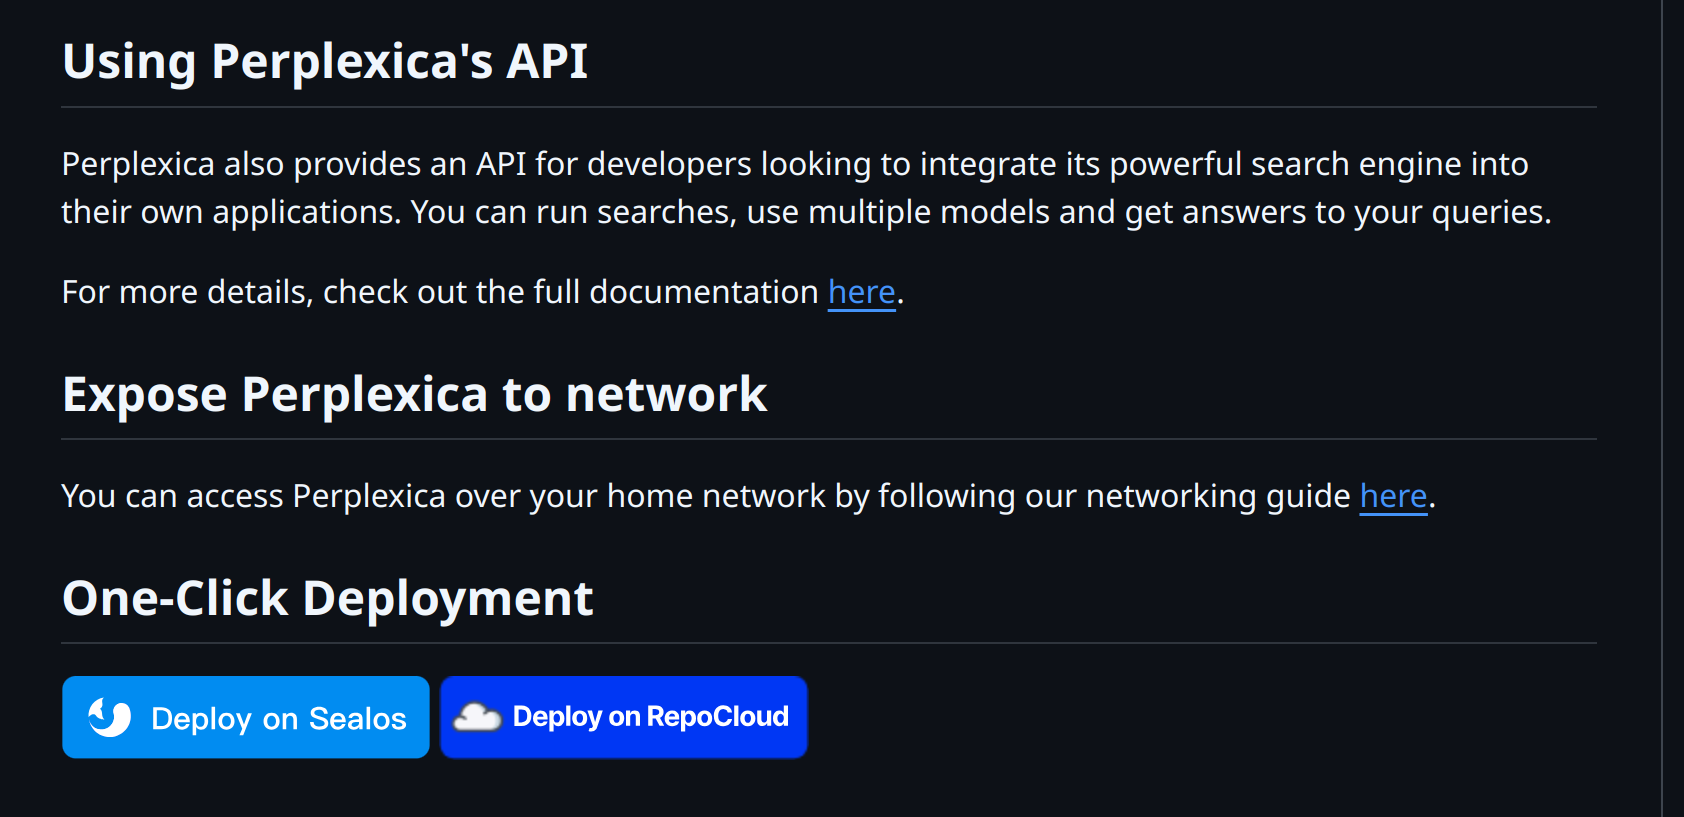 Using Perplexica's API
Perplexica also provides an API for developers looking to integrate its powerful search engine into
their own applications. You can run searches, use multiple models and get answers to your queries.
For more details, check out the full documentation here.
Expose Perplexica to network
You can access Perplexica over your home network by following our networking guide here.
One-Click Deployment
Deploy on Sealos
Deploy on RepoCloud